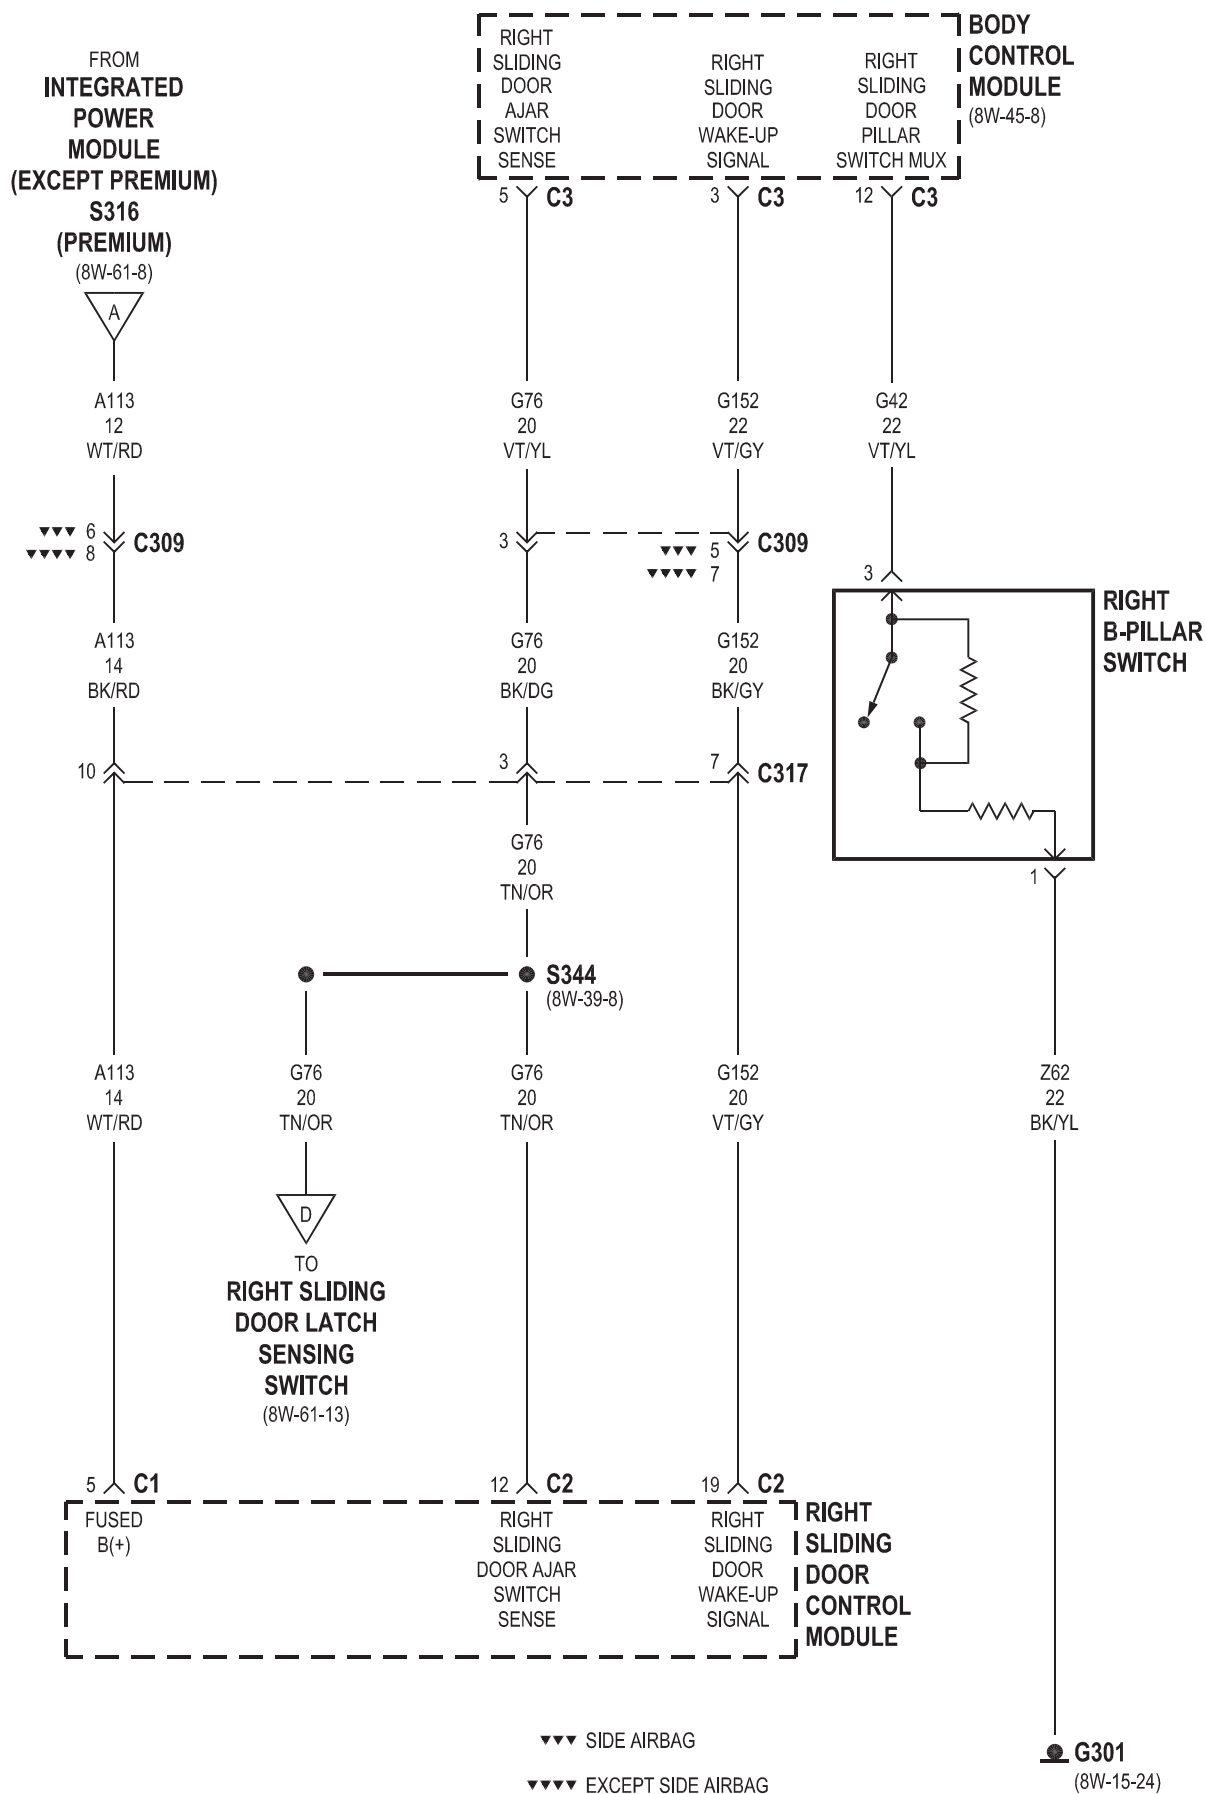 FROM
INTEGRATED
POWER
MODULE
(EXCEPT PREMIUM)
S316
(PREMIUM)
(8W-61-8)
A
RIGHT
SLIDING
DOOR
AJAR
SWITCH
SENSE
RIGHT
SLIDING
DOOR
WAKE-UP
SIGNAL
RIGHT
SLIDING
DOOR
PILLAR
SWITCH MUX
BODY
CONTROL
MODULE
(8W-45-8)
5 C3
3 C3
12 C3
A113
12
WT/RD
G76
20
VT/YL
G152
22
VT/GY
G42
22
VT/YL
6
8
C309
3
5
7
C309
3
RIGHT
B-PILLAR
SWITCH
A113
14
BK/RD
G76
20
BK/DG
G152
20
BK/GY
10
3
7
C317
G76
20
TN/OR
1
S344
(8W-39-8)
A113
14
WT/RD
G76
20
TN/OR
G76
20
TN/OR
G152
20
VT/GY
Z62
22
BK/YL
D
TO
RIGHT SLIDING
DOOR LATCH
SENSING
SWITCH
(8W-61-13)
5 C1
12 C2
19 C2
FUSED
B(+)
RIGHT
SLIDING
DOOR AJAR
SWITCH
SENSE
RIGHT
SLIDING
DOOR
WAKE-UP
SIGNAL
RIGHT
SLIDING
DOOR
CONTROL
MODULE
SIDE AIRBAG
EXCEPT SIDE AIRBAG
G301
(8W-15-24)